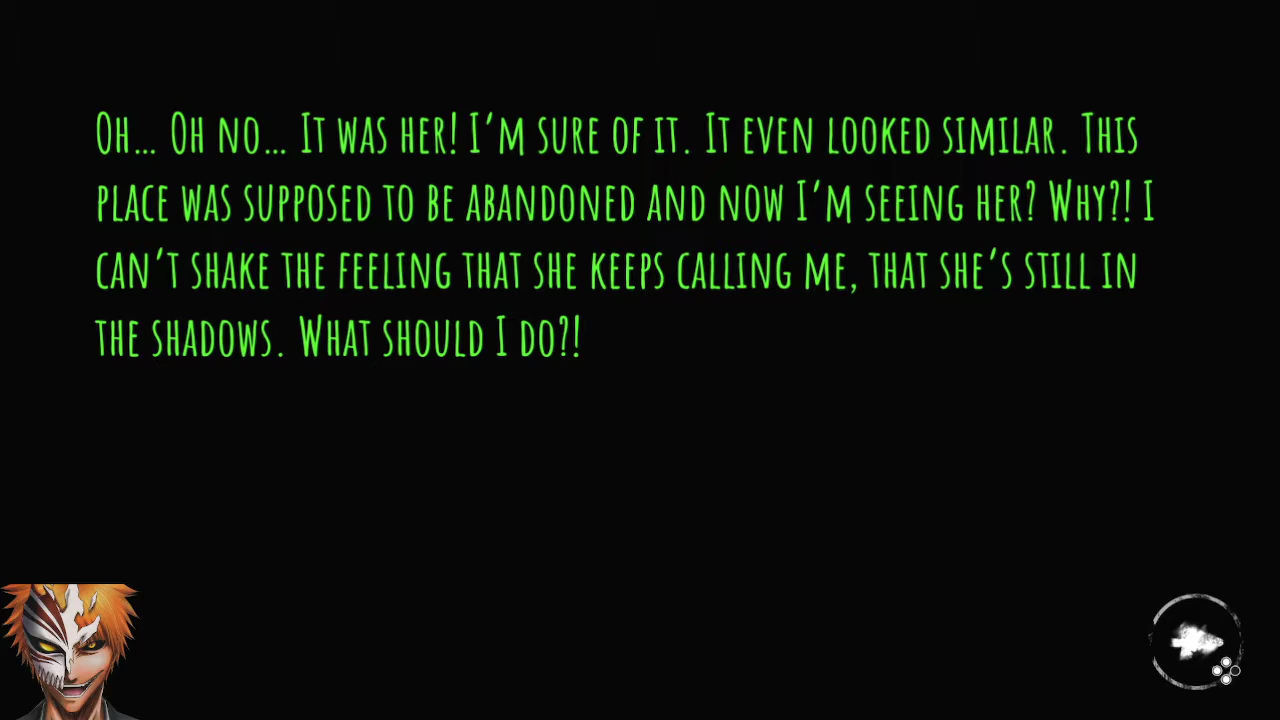 Oh... Oh no... It was her! I'm sure of it. It even looked similar. This
place was supposed to be abandoned and now I'm seeing her? Why?! I
can't shake the feeling that she keeps calling me, that she's still in
the shadows. What should I do?!